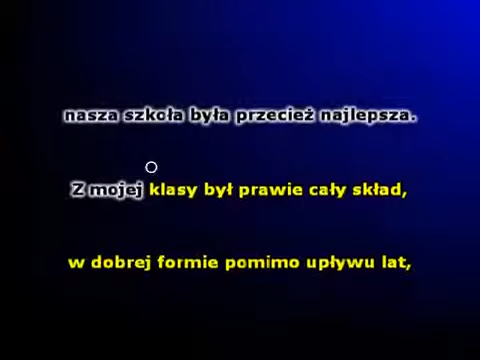 nasza szkoła była przecież najlepsza.
Z mojej klasy był prawie cały skład,
w dobrej formie pomimo upływu lat,